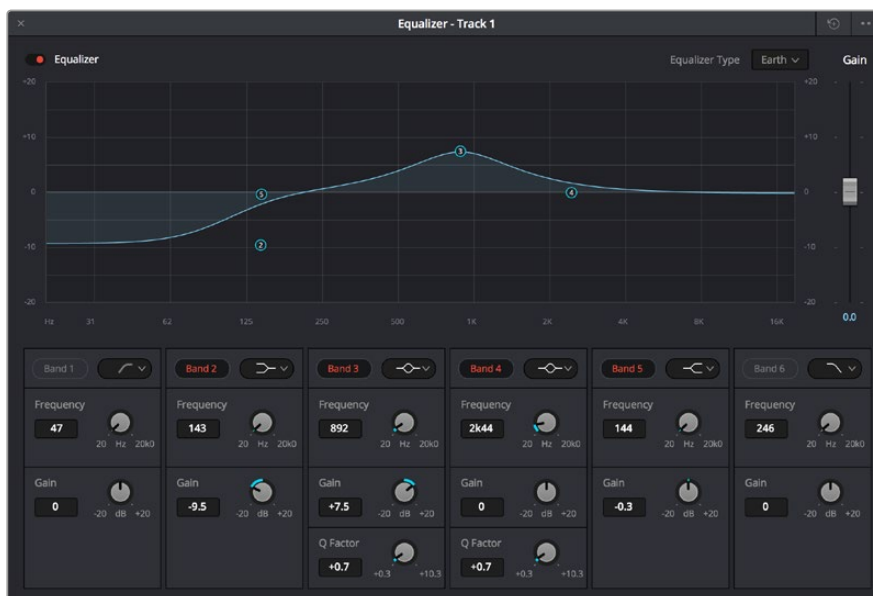 × Equalizer - Track 1
Equalizer Equalizer Type Earth Gain
+20 +20
+10 +10
0 0
-10 -10
-20 -20
5 2 3 4
Hz 31 62 125 250 500 1K 2K 4K 8K 16K 0.0
Band 1 Band 2 Band 3 Band 4 Band 5 Band 6
Frequency Frequency Frequency Frequency Frequency Frequency
47 143 892 2k44 144 246
20 Hz 20k0 20 Hz 20k0 20 Hz 20k0 20 Hz 20k0 20 Hz 20k0 20 Hz 20k0
Gain Gain Gain Gain Gain Gain
0 -9.5 +7.5 0 -0.3 0
-20 dB +20 -20 dB +20 -20 dB +20 -20 dB +20 -20 dB +20 -20 dB +20
Q Factor Q Factor
+0.7 +0.7
+0.3 +10.3 +0.3 +10.3